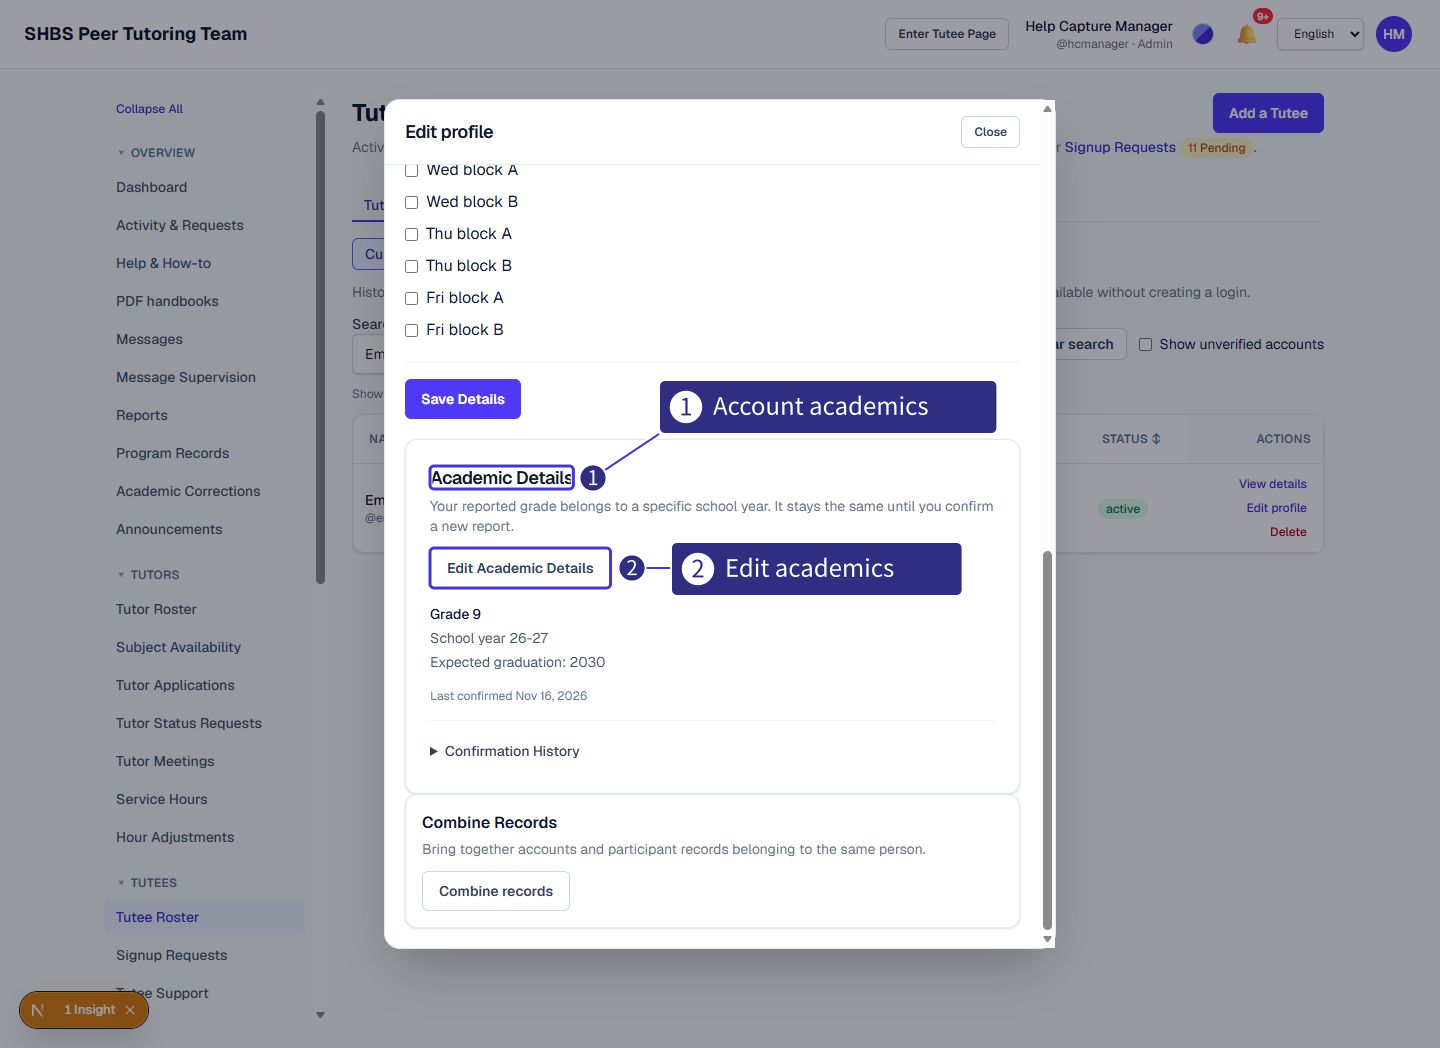 SHBS Peer Tutoring Team
Enter Tutee Page
Help Capture Manager
@hcmanager · Admin
9+
English
HM
Collapse All
OVERVIEW
Dashboard
Activity & Requests
Help & How-to
PDF handbooks
Messages
Message Supervision
Reports
Program Records
Academic Corrections
Announcements
TUTORS
Tutor Roster
Subject Availability
Tutor Applications
Tutor Status Requests
Tutor Meetings
Service Hours
Hour Adjustments
TUTEES
Tutee Roster
Signup Requests
Tutee Support
1 Insight
Add a Tutee
Signup Requests 11 Pending .
ailable without creating a login.
search
Show unverified accounts
Show
STATUS
ACTIONS
active
View details
Edit profile
Delete
Edit profile
Close
Wed block A
Wed block B
Thu block A
Thu block B
Fri block A
Fri block B
Save Details
1 Account academics
Academic Details 1
Your reported grade belongs to a specific school year. It stays the same until you confirm
a new report.
Edit Academic Details 2
2 Edit academics
Grade 9
School year 26-27
Expected graduation: 2030
Last confirmed Nov 16, 2026
Confirmation History
Combine Records
Bring together accounts and participant records belonging to the same person.
Combine records